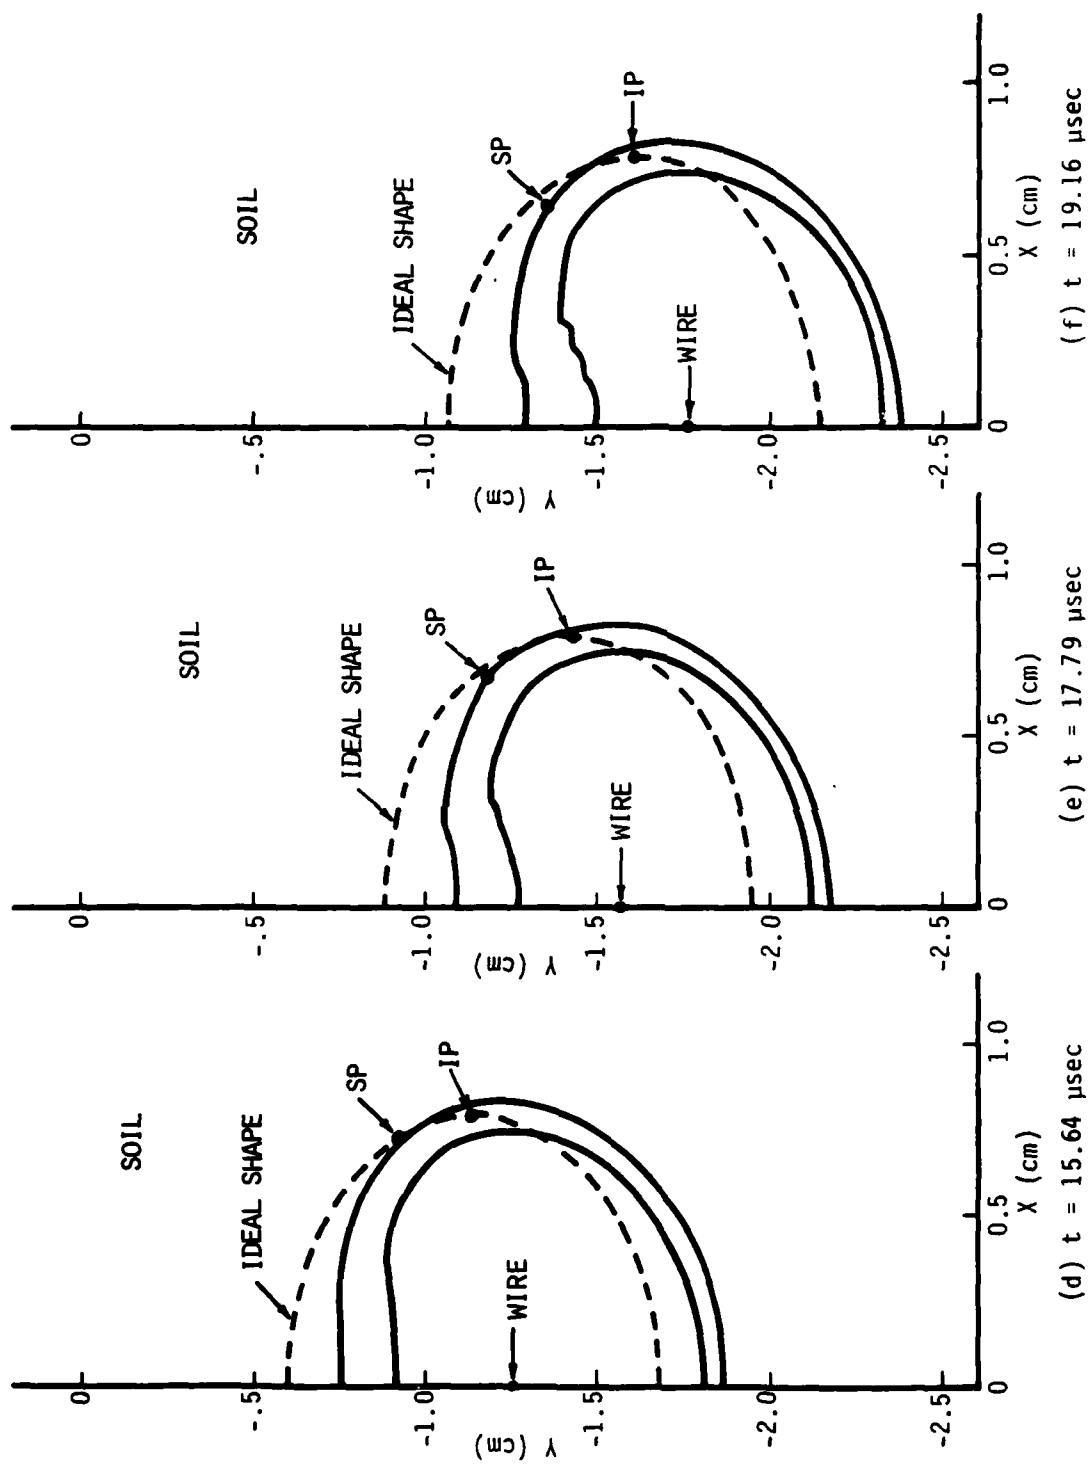 SOIL
IDEAL SHAPE
SP
IP
WIRE
Y (cm)
0
-.5
-1.0
-1.5
-2.0
-2.5
0
0.5
1.0
X (cm)
(d) t = 15.64 µsec
SOIL
IDEAL SHAPE
SP
IP
WIRE
Y (cm)
0
-.5
-1.0
-1.5
-2.0
-2.5
0
0.5
1.0
X (cm)
(e) t = 17.79 µsec
SOIL
IDEAL SHAPE
SP
IP
WIRE
Y (cm)
0
-.5
-1.0
-1.5
-2.0
-2.5
0
0.5
1.0
X (cm)
(f) t = 19.16 µsec